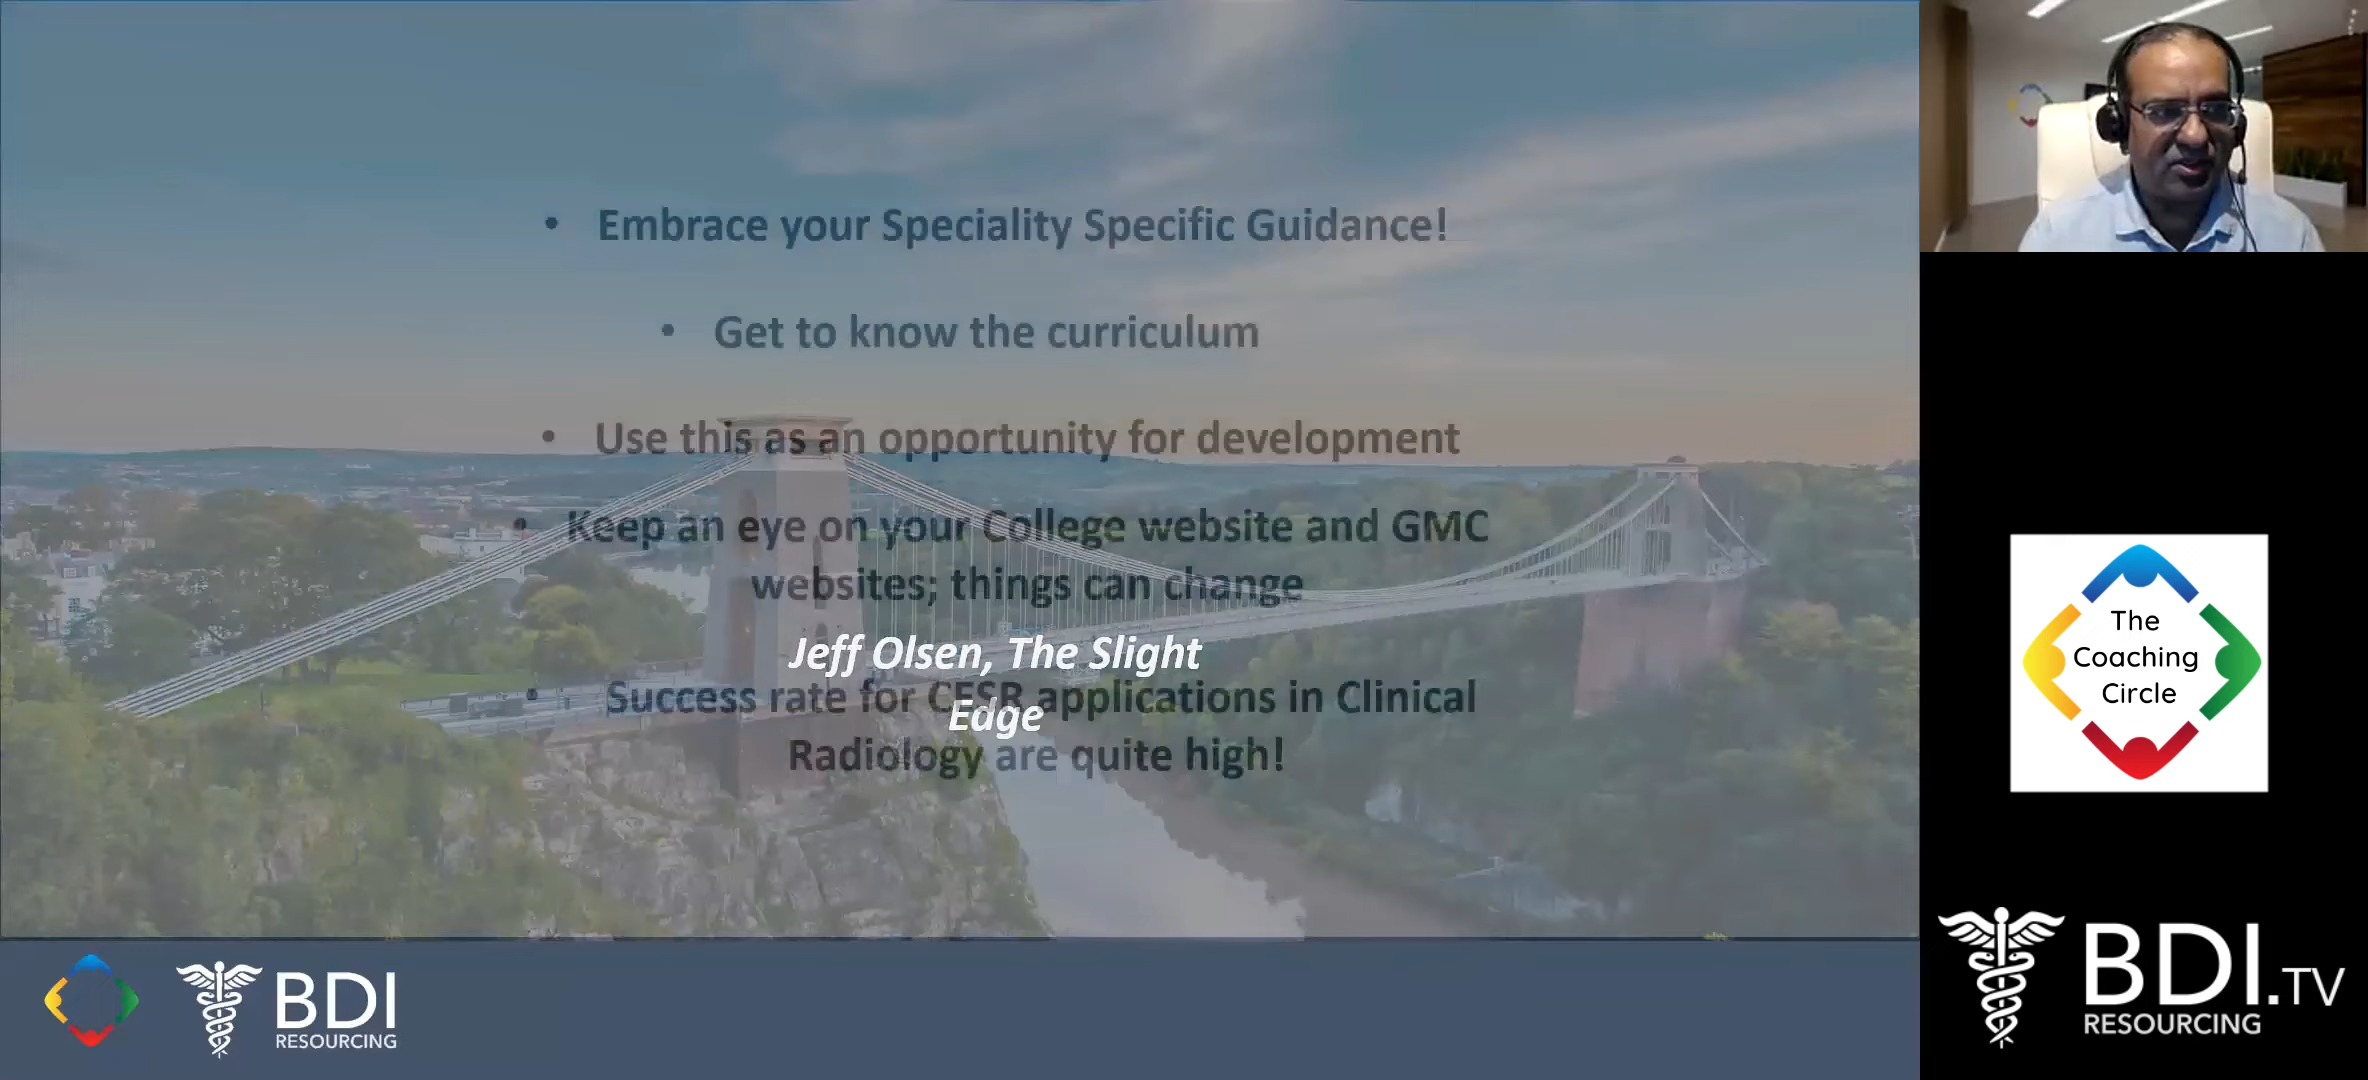 • Embrace your Speciality Specific Guidance!
• Get to know the curriculum
• Use this as an opportunity for development
• Keep an eye on your College website and GMC
websites; things can change
Jeff Olsen, The Slight
Edge
• Success rate for CESR applications in Clinical
Radiology are quite high!
BDI
RESOURCING
The
Coaching
Circle
BDI.TV
RESOURCING